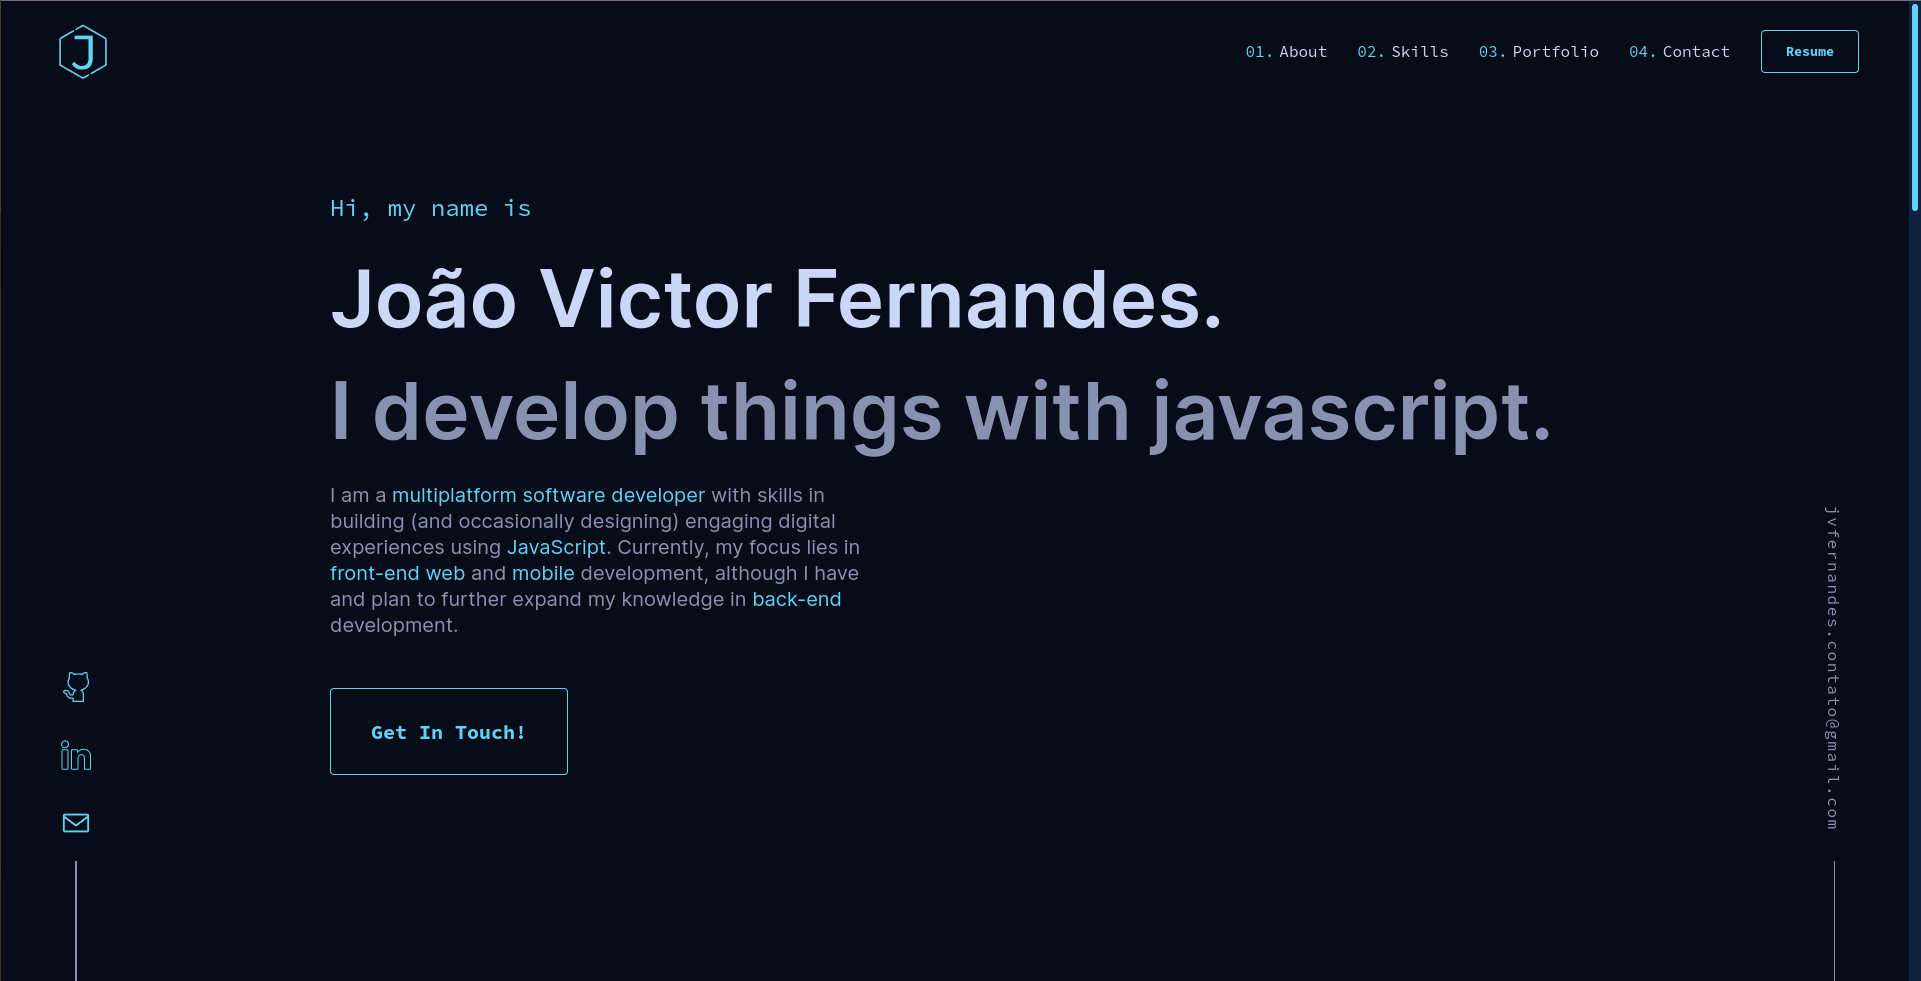 J
01. About 02. Skills 03. Portfolio 04. Contact Resume
Hi, my name is
João Victor Fernandes.
I develop things with javascript.
I am a multiplatform software developer with skills in
building (and occasionally designing) engaging digital
experiences using JavaScript. Currently, my focus lies in
front-end web and mobile development, although I have
and plan to further expand my knowledge in back-end
development.
Get In Touch!
in
jvfernandes.contato@gmail.com